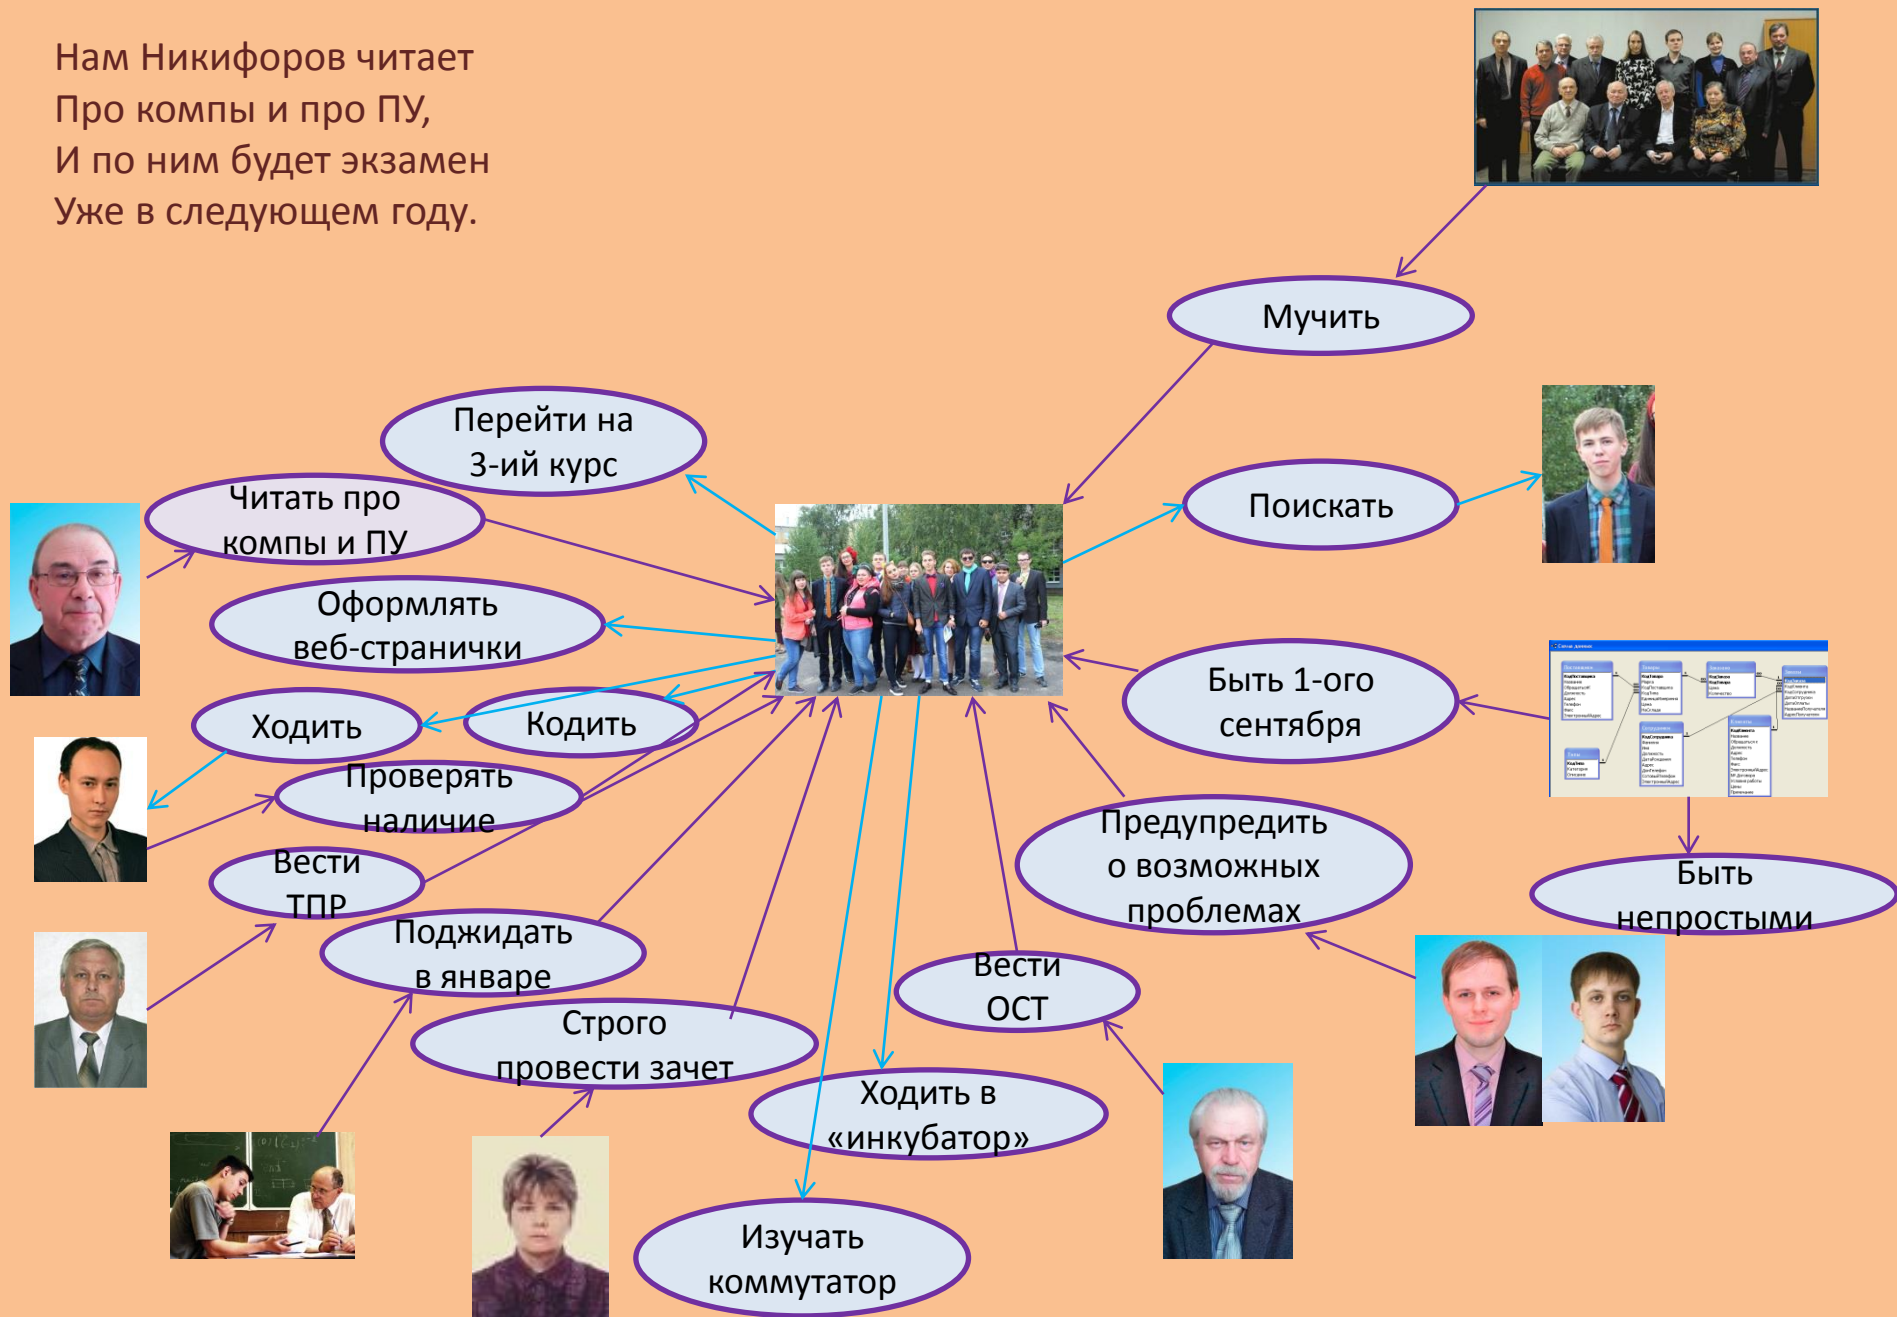 Нам Никифоров читает
Про компы и про ПУ,
И по ним будет экзамен
Уже в следующем году.
Мучить
Перейти на
3-ий курс
Читать про
компы и ПУ
Поискать
Оформлять
веб-странички
Быть 1-ого
сентября
Ходить
Кодить
Проверять
наличие
Предупредить
о возможных
проблемах
Вести
ТПР
Быть
непростыми
Поджидать
в январе
Вести
ОСТ
Строго
провести зачет
Ходить в
«инкубатор»
Изучать
коммутатор